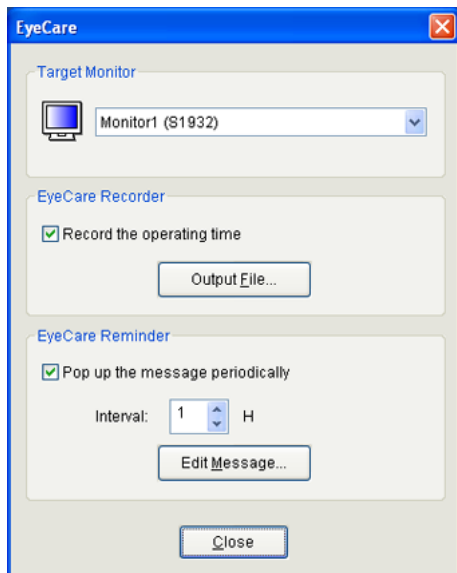 EyeCare
Target Monitor
Monitor1 (S1932)
EyeCare Recorder
Record the operating time
Output File...
EyeCare Reminder
Pop up the message periodically
Interval: 1 H
Edit Message...
Close